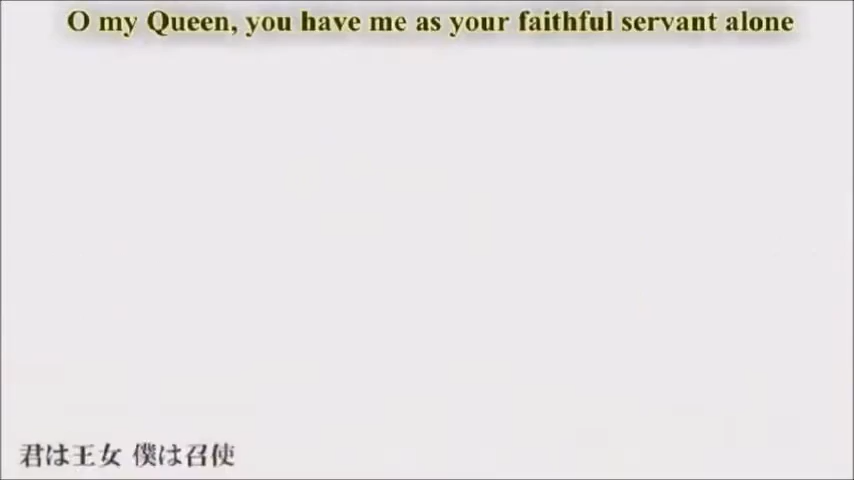 O my Queen, you have me as your faithful servant alone
君は王女 僕は召使